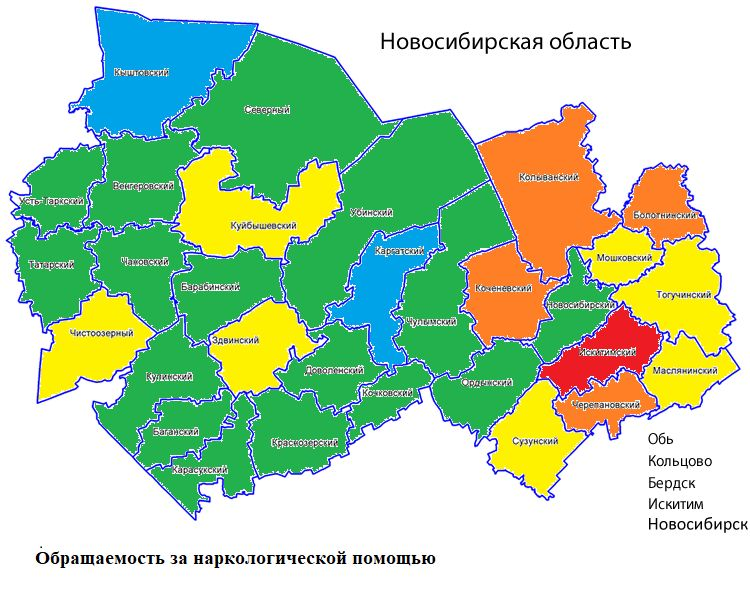 Новосибирская область
Кыштовский
Северный
Колыванский
Венгеровский
Усть-Таркский
Куйбышевский
Убинский
Болотнинский
Каргатский
Мошковский
Татарский
Чановский
Барабинский
Коченевский
Тогучинский
Новосибирский
Чулымский
Чистоозерный
Здвинский
Искитимский
Доволенский
Маслянинский
Купинский
Ордынский
Кочковский
Черепановский
Баганский
Краснозерский
Сузунский
Карасукский
Обь
Кольцово
Бердск
Искитим
Новосибирск
Обращаемость за наркологической помощью